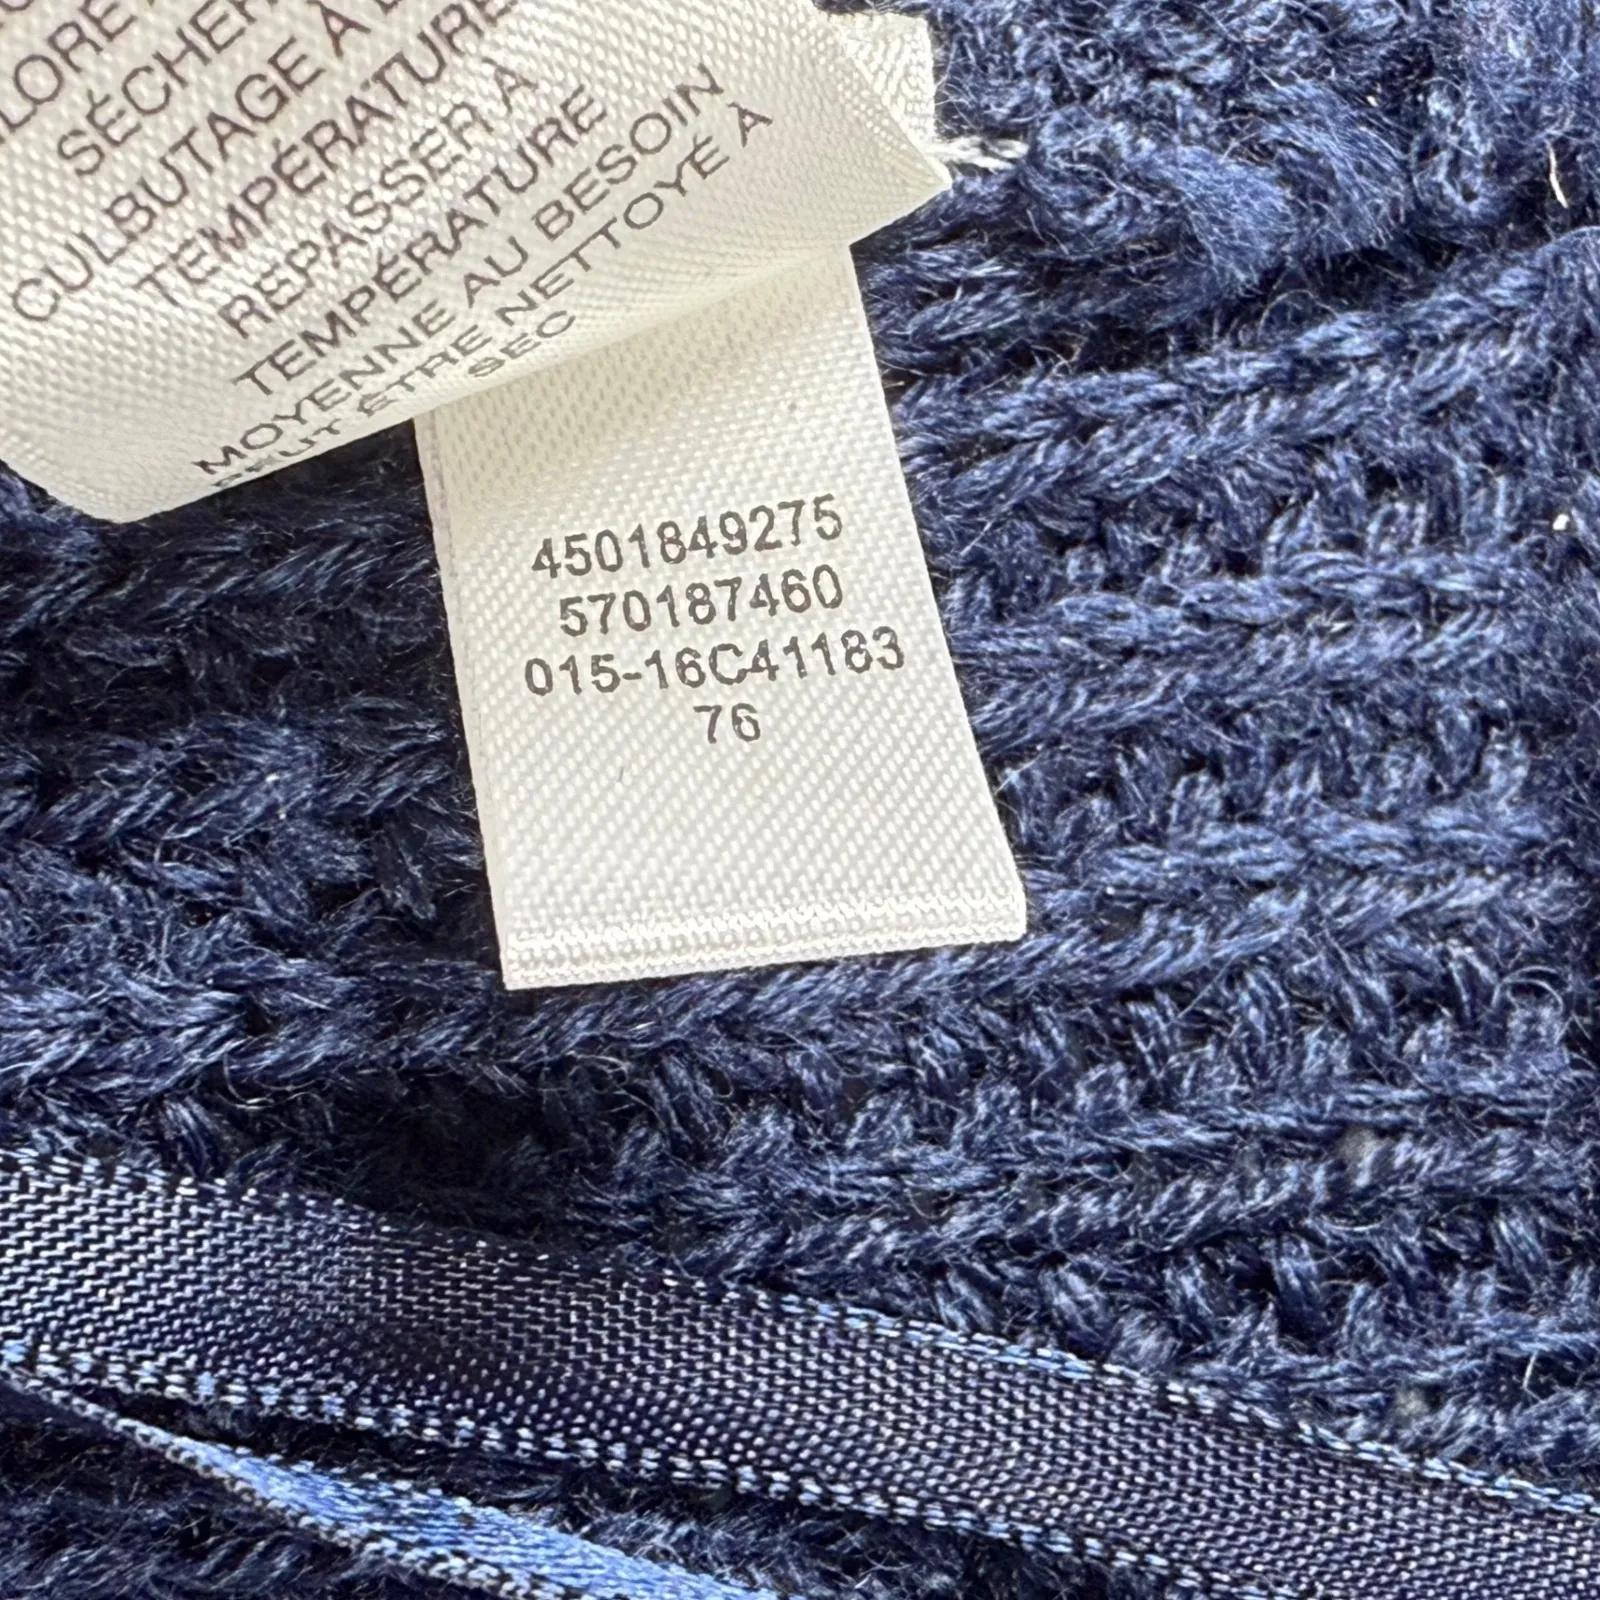 SÉCHER
CULBUTAGE À
TEMPÉRATURE
REPASSER À
TEMPÉRATURE
MOYENNE AU BESOIN
PEUT ÊTRE NETTOYÉ À
SEC
4501849275
570187460
015-16C41183
76